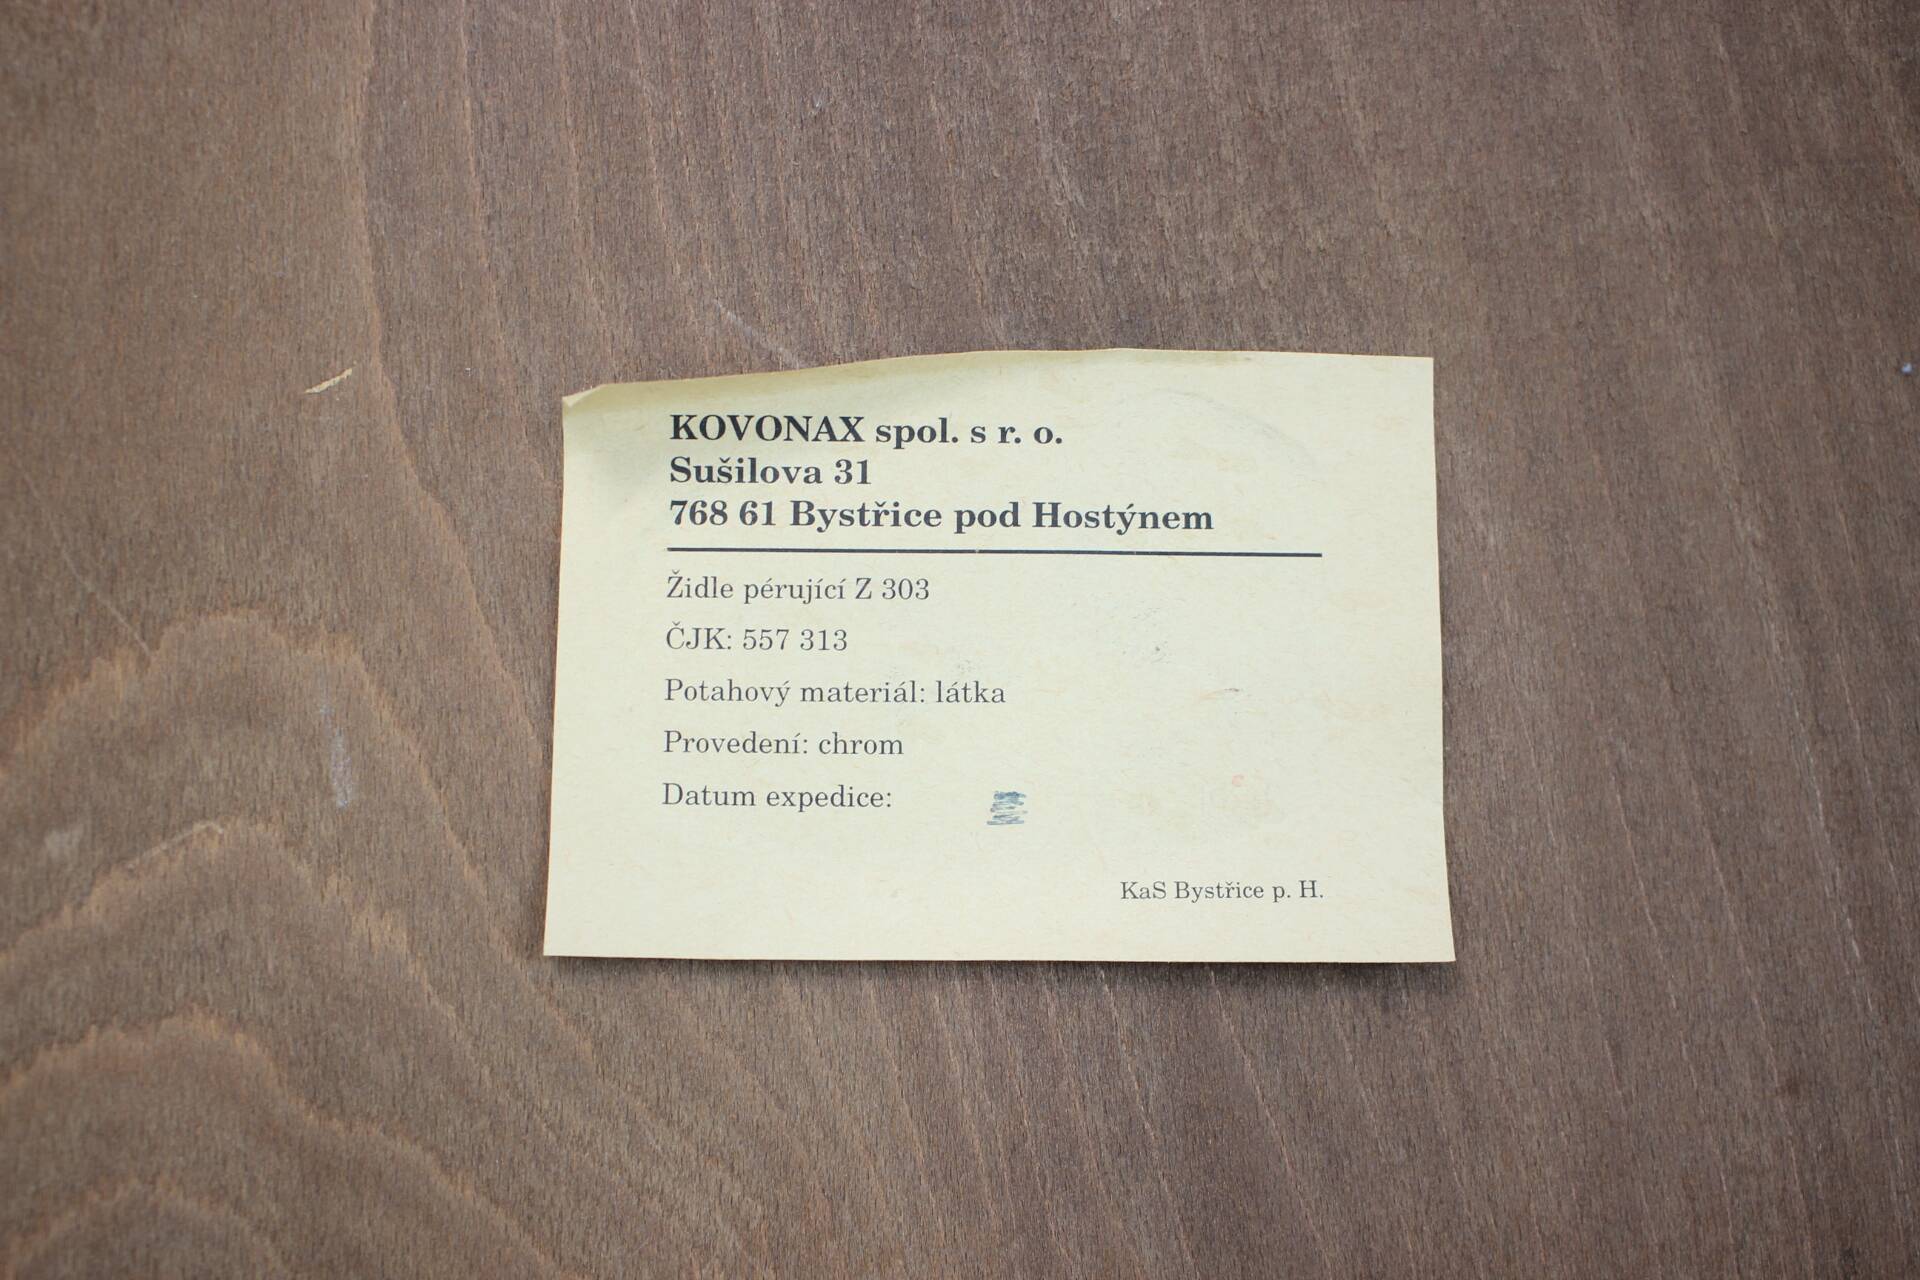 KOVONAX spol. s r. o.
Sušilova 31
768 61 Bystřice pod Hostýnem
Židle pérující Z 303
ČJK: 557 313
Potahový materiál: látka
Provedení: chrom
Datum expedice:
KaS Bystřice p. H.